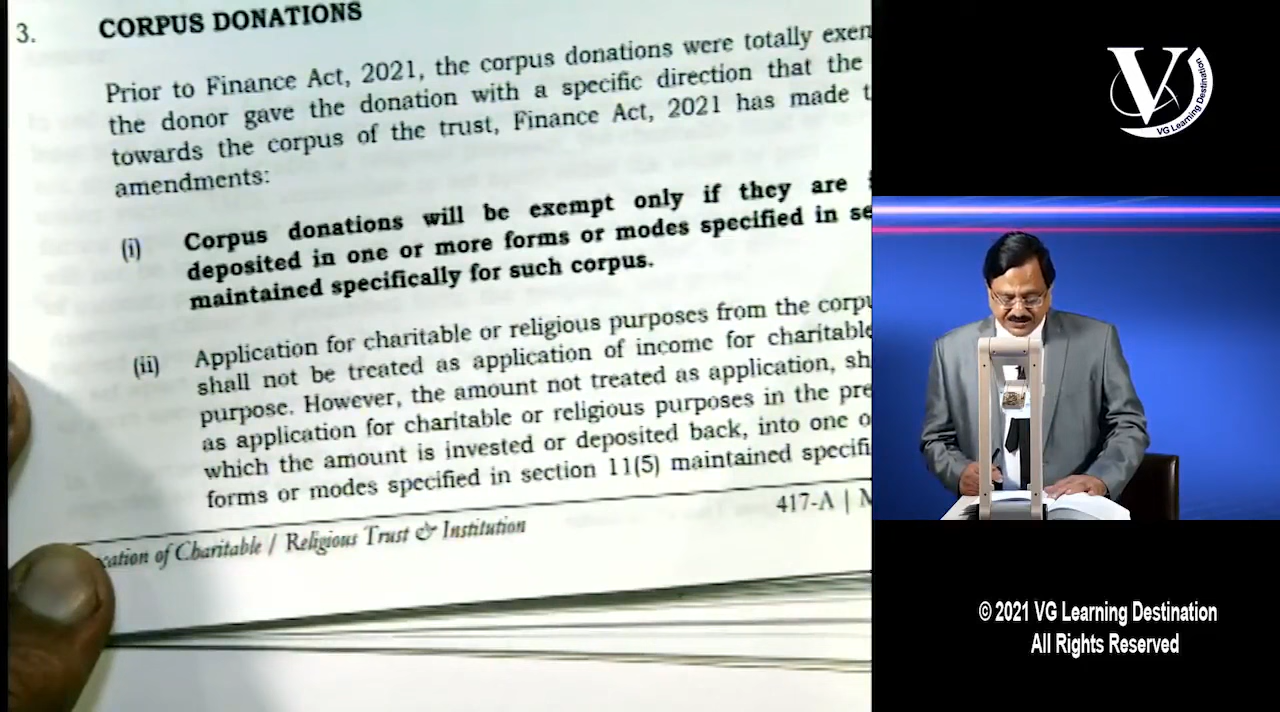 3. CORPUS DONATIONS
Prior to Finance Act, 2021, the corpus donations were totally exem
the donor gave the donation with a specific direction that the
towards the corpus of the trust, Finance Act, 2021 has made t
amendments:
(i) Corpus donations will be exempt only if they are
deposited in one or more forms or modes specified in se
maintained specifically for such corpus.
(ii) Application for charitable or religious purposes from the corpu
shall not be treated as application of income for charitable
purpose. However, the amount not treated as application, sh
as application for charitable or religious purposes in the pre
which the amount is invested or deposited back, into one o
forms or modes specified in section 11(5) maintained specifi
417-A | M
cation of Charitable / Religious Trust & Institution
V
VG Learning Destination
© 2021 VG Learning Destination
All Rights Reserved